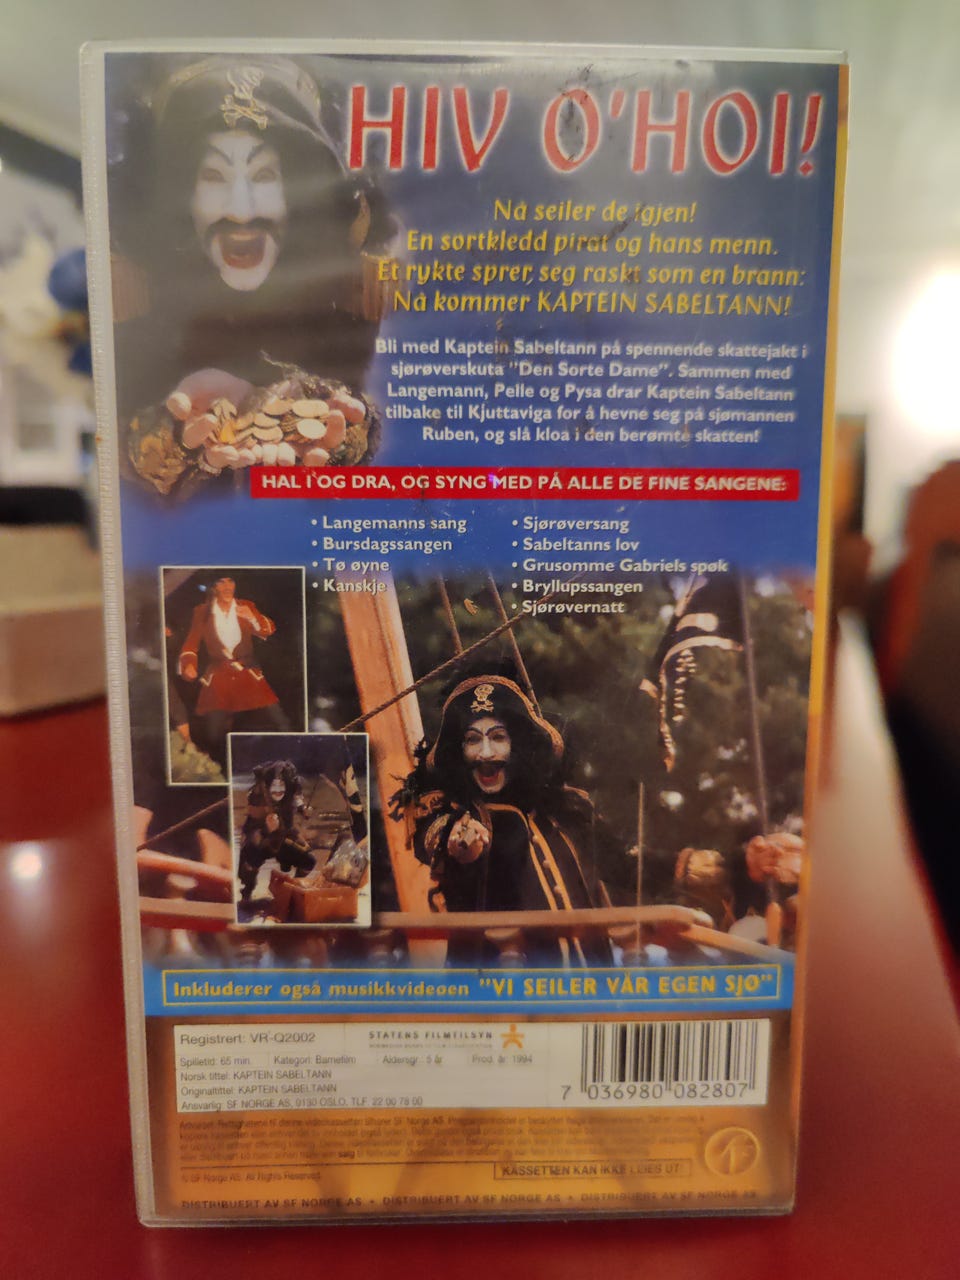 HIV O'HOI!
Nå seiler de igjen!
En sortkledd pirat og hans menn.
Et rykte sprer seg raskt som en brann:
Nå kommer KAPTEIN SABELTANN!
Bli med Kaptein Sabeltann på spennende skattejakt i
sjørøverskuta "Den Sorte Dame". Sammen med
Langemann, Pelle og Pysa drar Kaptein Sabeltann
tilbake til Kjuttaviga for å hevne seg på sjømannen
Ruben, og slå kloa i den berømte skatten!
HAL I OG DRA, OG SYNG MED PÅ ALLE DE FINE SANGENE:
• Langemanns sang
• Bursdagssangen
• Tø øyne
• Kanskje
• Sjørøversang
• Sabeltanns lov
• Grusomme Gabriels spøk
• Bryllupssangen
• Sjørøvernatt
Inkluderer også musikkvideoen "VI SEILER VÅR EGEN SJØ"
Registrert: VR-Q2002
STATENS FILMTILSYN
Spilletid: 65 min. Kategori: Barnefilm Aldersgr.: 5 år Prod. år: 1994
Norsk tittel: KAPTEIN SABELTANN
Originaltittel: KAPTEIN SABELTANN
Ansvarlig: SF NORGE AS, 0130 OSLO, TLF. 22 00 78 00
7 036980 082807
KASSETTEN KAN IKKE LEIES UT
© SF Norge AS. All Rights Reserved.
DISTRIBUERT AV SF NORGE AS • DISTRIBUERT AV SF NORGE AS • DISTRIBUERT AV SF NORGE AS